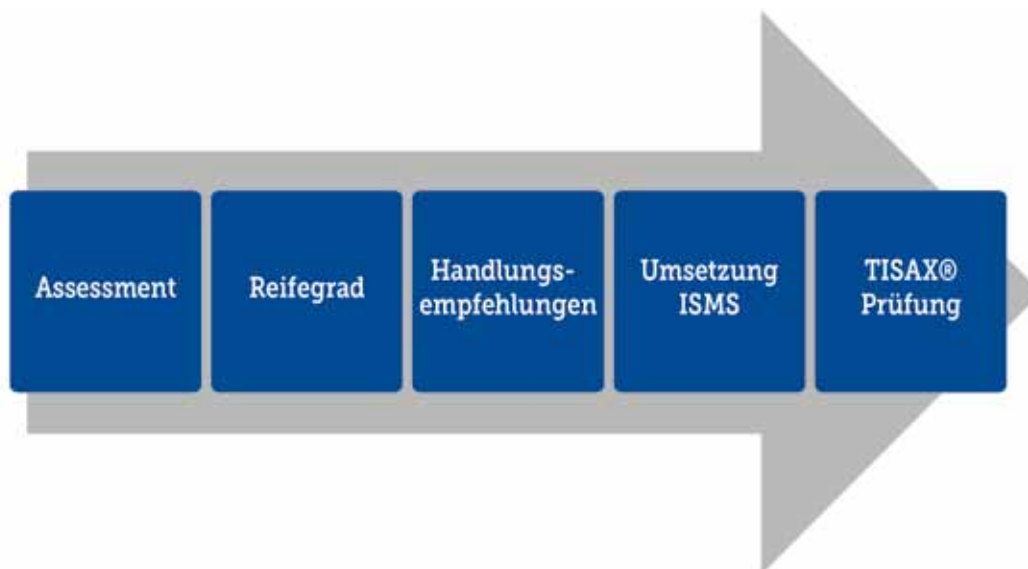 Assessment
Reifegrad
Handlungs-
empfehlungen
Umsetzung
ISMS
TISAX®
Prüfung